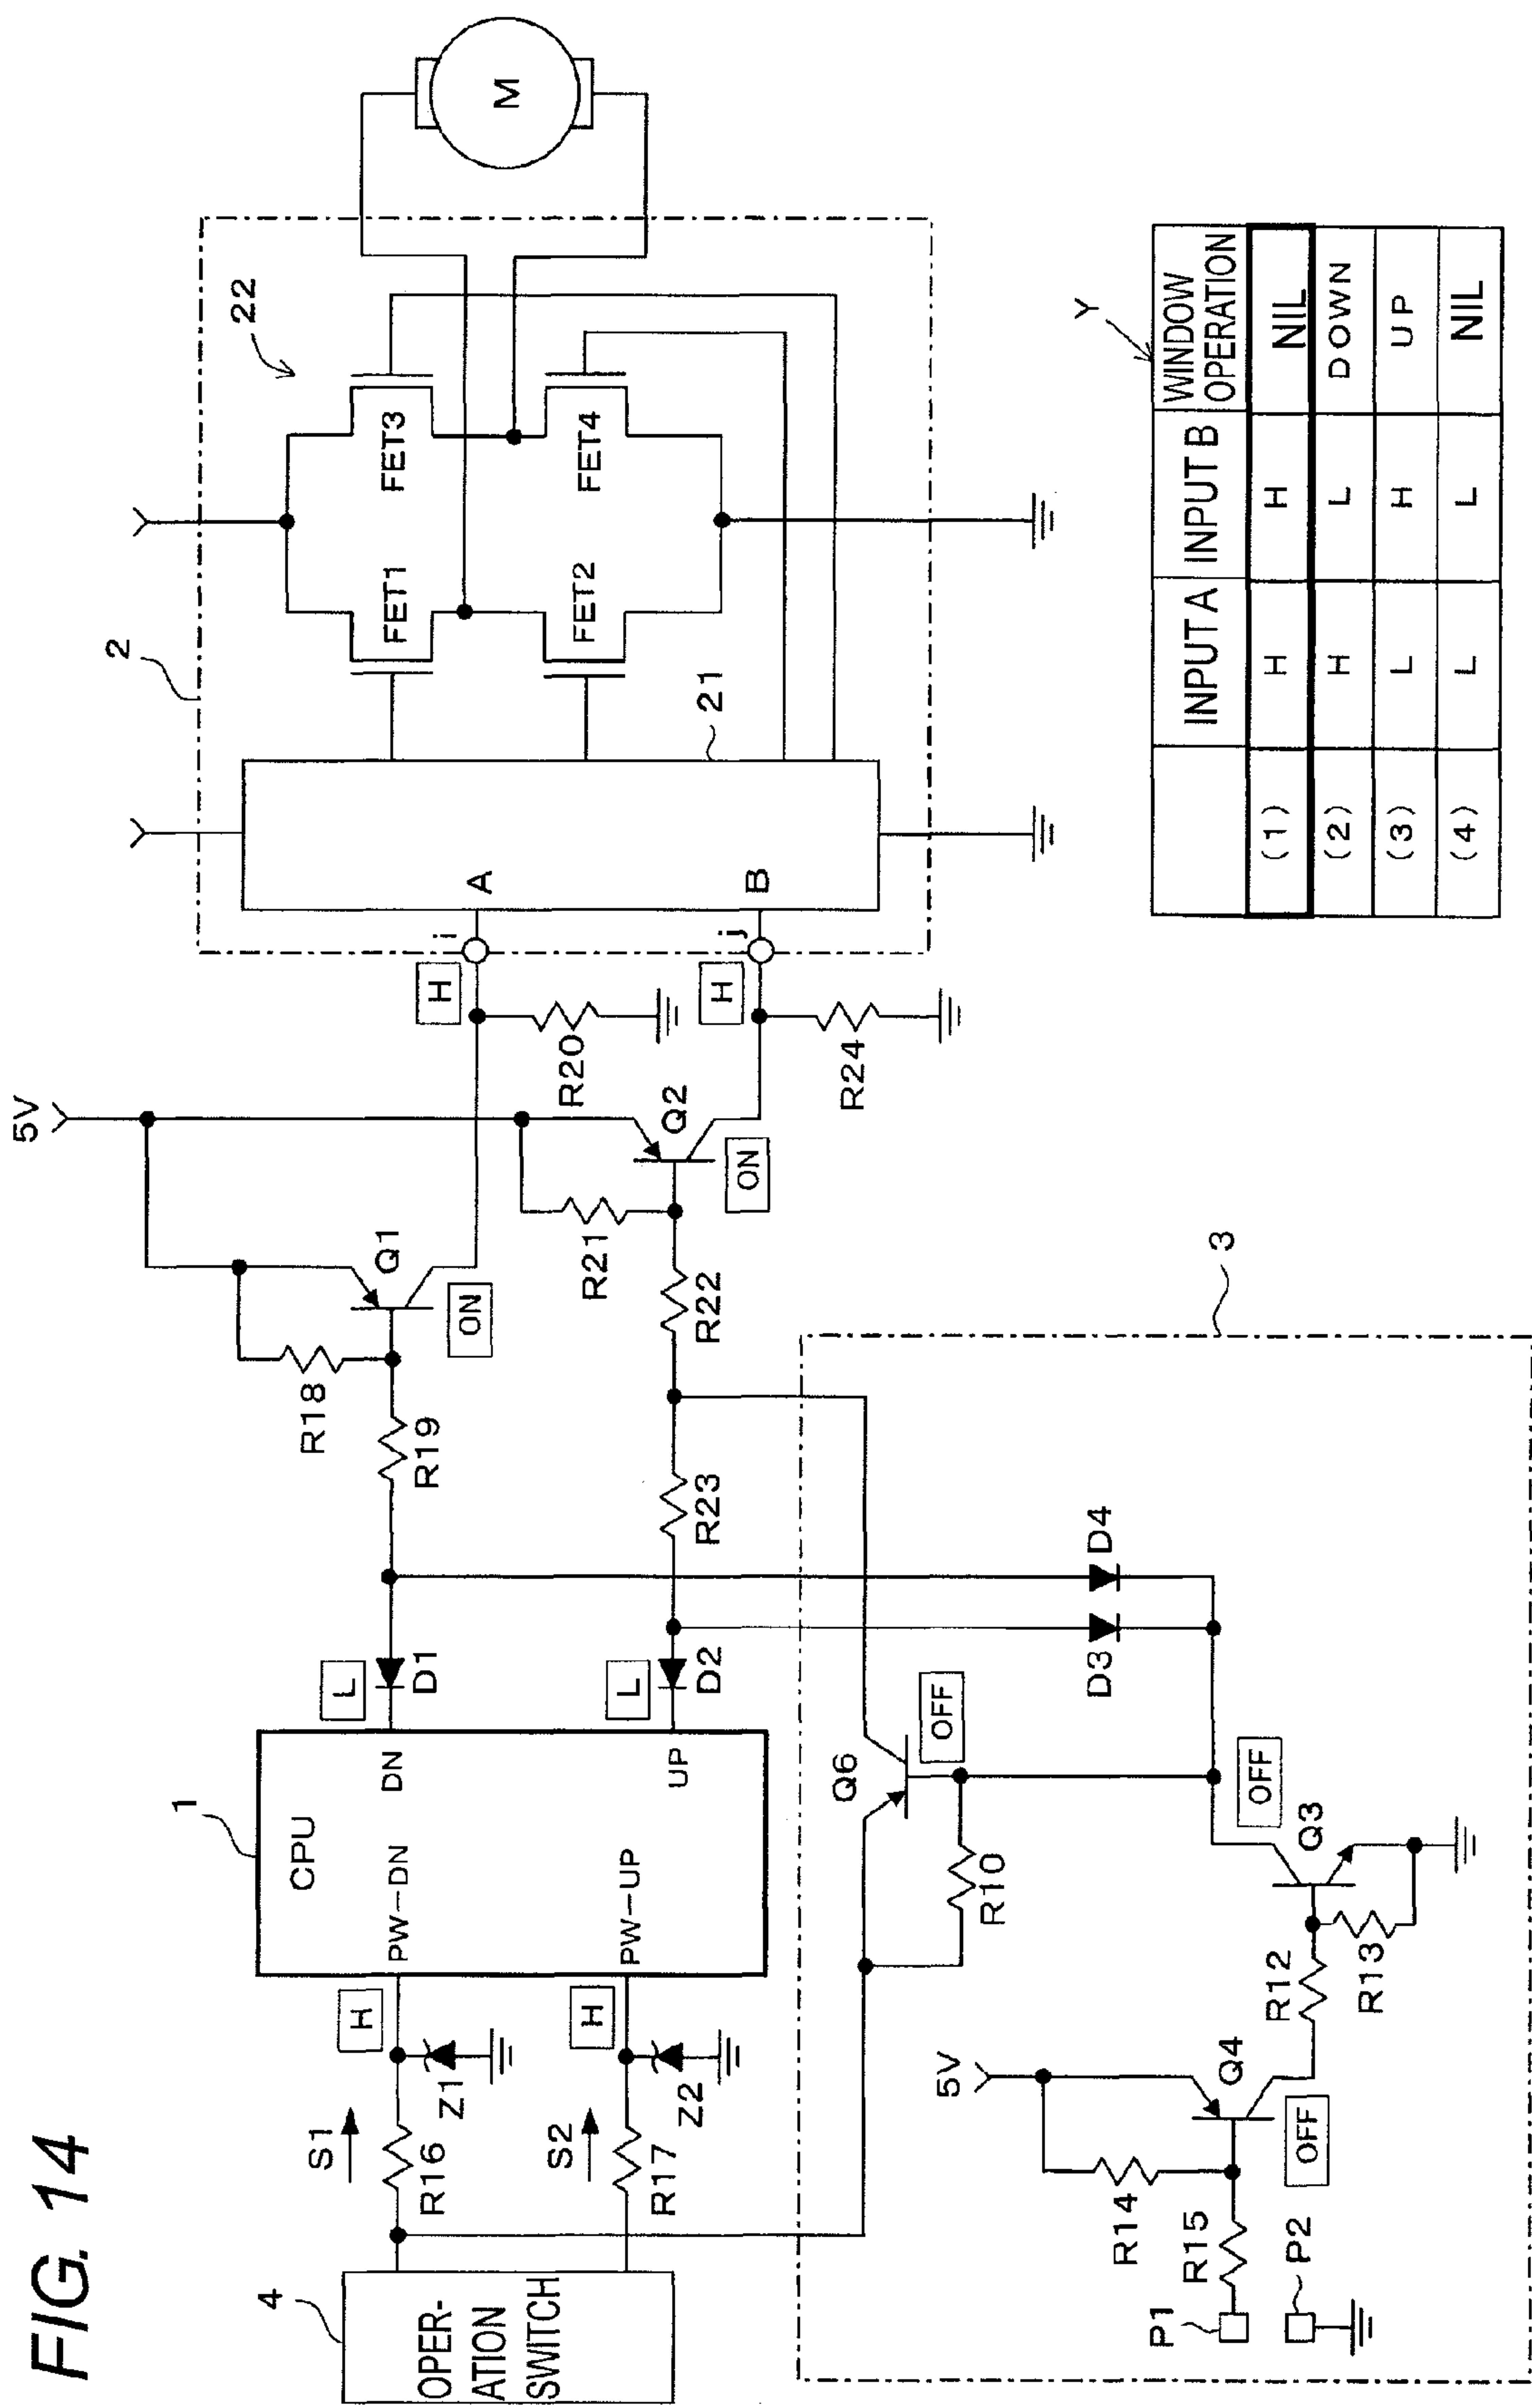 FIG. 14
4
OPER-
ATION
SWITCH
S1
R16
Z1
H
S2
R17
Z2
H
1
CPU
PW-DN
PW-UP
DN
UP
L
D1
L
D2
R18
R19
Q1
ON
5V
R23
R22
R21
Q2
ON
R20
R24
H
i
H
j
2
A
B
21
22
FET1
FET2
FET3
FET4
M
3
Q6
OFF
R10
D3
D4
P1
P2
R15
R14
5V
Q4
OFF
R12
R13
Q3
OFF
Y
INPUT A INPUT B WINDOW OPERATION
(1) H H NIL
(2) H L DOWN
(3) L H UP
(4) L L NIL